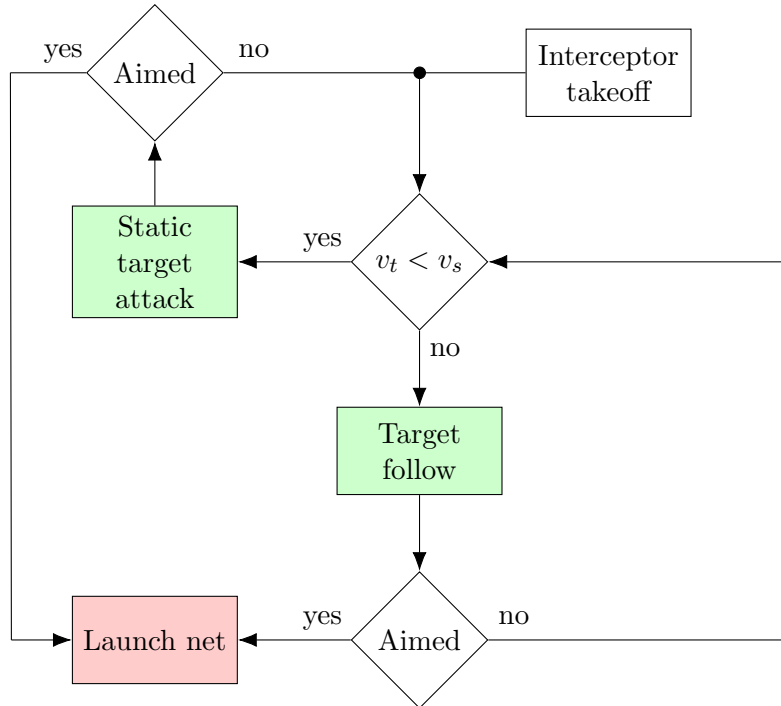 yes
no
Aimed
Interceptor
takeoff
Static
target
attack
yes
v_t < v_s
no
Target
follow
Launch net
yes
Aimed
no